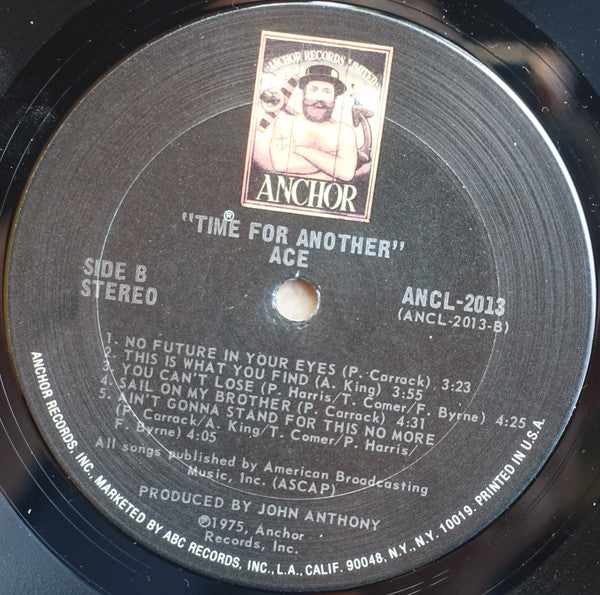 ANCHOR RECORDS LIMITED
ANCHOR
®
"TIME FOR ANOTHER"
ACE
SIDE B
STEREO
ANCL-2013
(ANCL-2013-B)
1. NO FUTURE IN YOUR EYES (P. Carrack) 3:23
2. THIS IS WHAT YOU FIND (A. King) 3:55
3. YOU CAN'T LOSE (P. Harris/T. Comer/F. Byrne) 4:25
4. SAIL ON MY BROTHER (P. Carrack) 4:31
5. AIN'T GONNA STAND FOR THIS NO MORE
(P. Carrack/A. King/T. Comer/P. Harris/
F. Byrne) 4:05
All songs published by American Broadcasting
Music, Inc. (ASCAP)
PRODUCED BY JOHN ANTHONY
℗1975, Anchor
Records, Inc.
ANCHOR RECORDS, INC., MARKETED BY ABC RECORDS, INC., L.A., CALIF. 90048, N.Y., N.Y. 10019. PRINTED IN U.S.A.